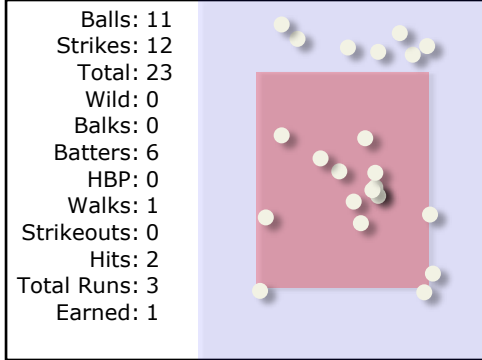 Balls: 11
Strikes: 12
Total: 23
Wild: 0
Balks: 0
Batters: 6
HBP: 0
Walks: 1
Strikeouts: 0
Hits: 2
Total Runs: 3
Earned: 1